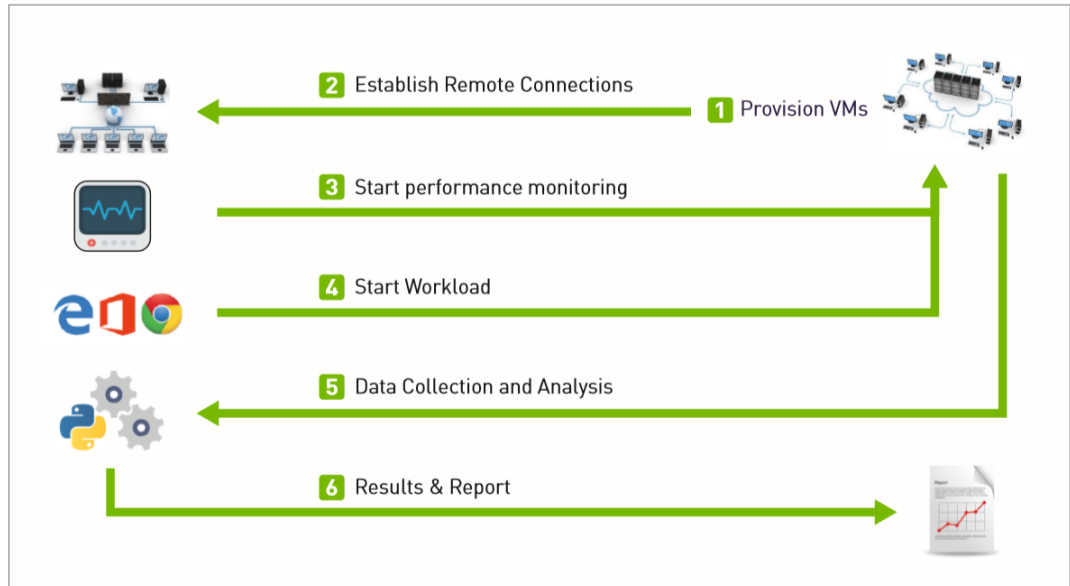 2 Establish Remote Connections
1 Provision VMs
3 Start performance monitoring
4 Start Workload
5 Data Collection and Analysis
6 Results & Report
Report